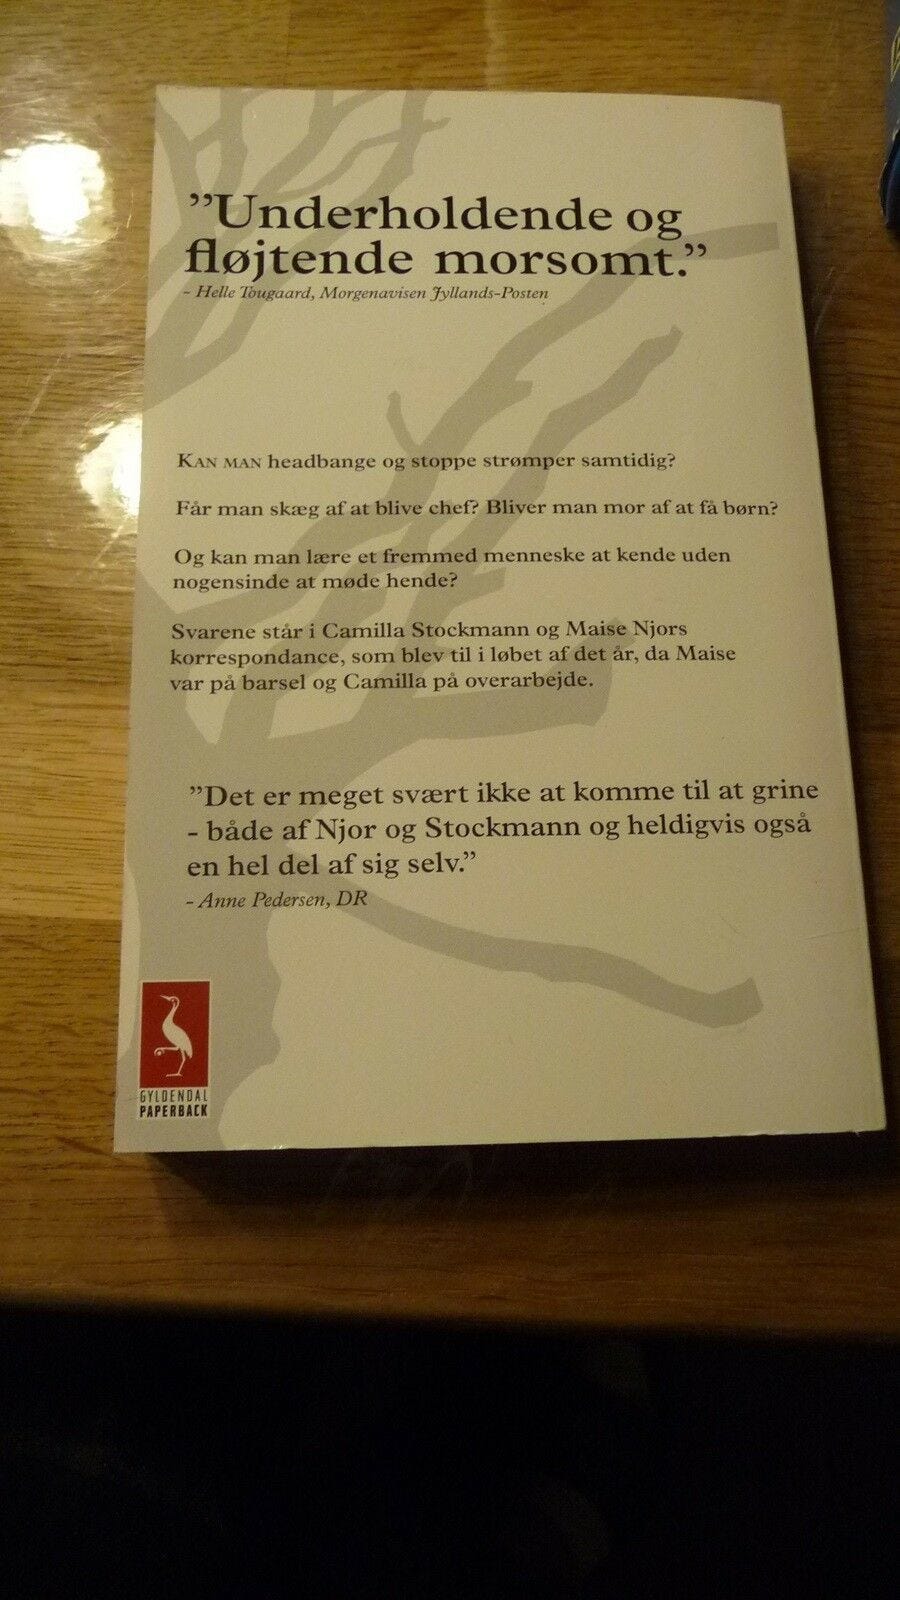 ”Underholdende og
fløjtende morsomt.”
- Helle Tougaard, Morgenavisen Jyllands-Posten
KAN MAN headbange og stoppe strømper samtidig?
Får man skæg af at blive chef? Bliver man mor af at få børn?
Og kan man lære et fremmed menneske at kende uden
nogensinde at møde hende?
Svarene står i Camilla Stockmann og Maise Njors
korrespondance, som blev til i løbet af det år, da Maise
var på barsel og Camilla på overarbejde.
”Det er meget svært ikke at komme til at grine
- både af Njor og Stockmann og heldigvis også
en hel del af sig selv.”
- Anne Pedersen, DR
GYLDENDAL
PAPERBACK